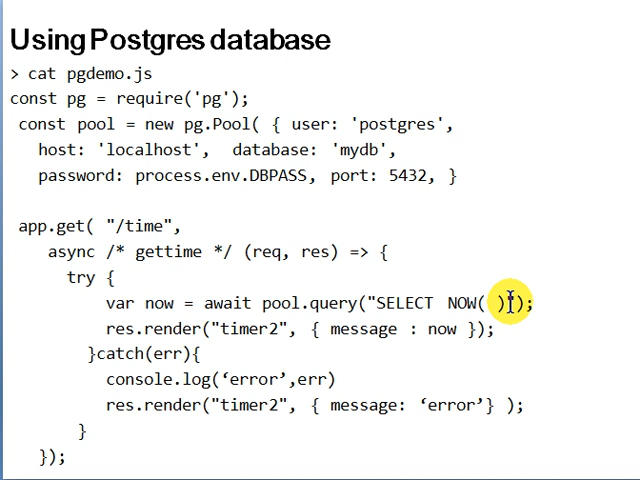 Using Postgres database
> cat pgdemo.js
const pg = require('pg');
const pool = new pg.Pool( { user: 'postgres',
host: 'localhost', database: 'mydb',
password: process.env.DBPASS, port: 5432, }
app.get( "/time",
async /* gettime */ (req, res) => {
try {
var now = await pool.query("SELECT NOW( )");
res.render("timer2", { message : now });
}catch(err){
console.log(‘error’,err)
res.render("timer2", { message: ‘error’} );
}
});